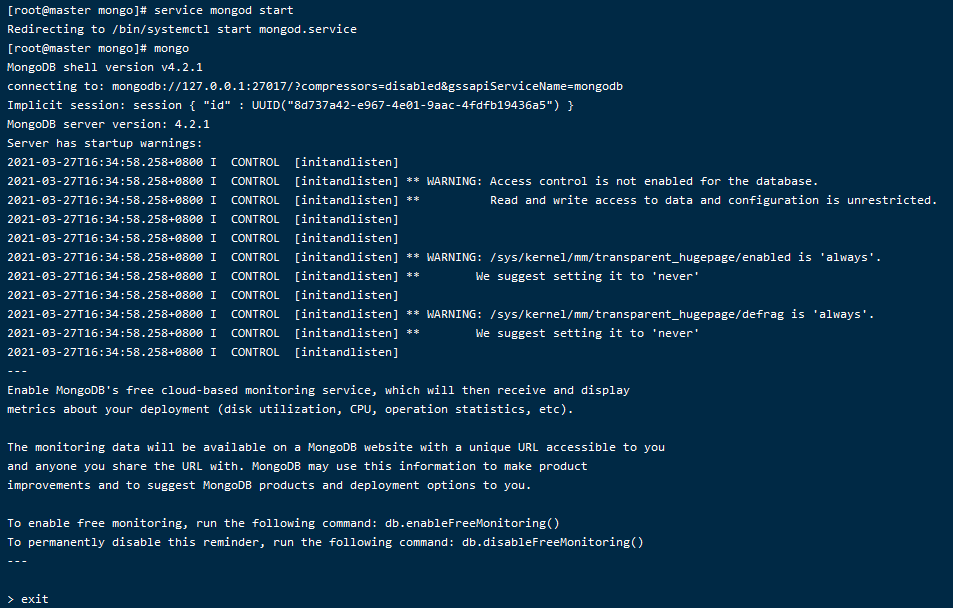 [root@master mongo]# service mongod start
Redirecting to /bin/systemctl start mongod.service
[root@master mongo]# mongo
MongoDB shell version v4.2.1
connecting to: mongodb://127.0.0.1:27017/?compressors=disabled&gssapiServiceName=mongodb
Implicit session: session { "id" : UUID("8d737a42-e967-4e01-9aac-4fdfb19436a5") }
MongoDB server version: 4.2.1
Server has startup warnings:
2021-03-27T16:34:58.258+0800 I  CONTROL  [initandlisten]
2021-03-27T16:34:58.258+0800 I  CONTROL  [initandlisten] ** WARNING: Access control is not enabled for the database.
2021-03-27T16:34:58.258+0800 I  CONTROL  [initandlisten] **          Read and write access to data and configuration is unrestricted.
2021-03-27T16:34:58.258+0800 I  CONTROL  [initandlisten]
2021-03-27T16:34:58.258+0800 I  CONTROL  [initandlisten]
2021-03-27T16:34:58.258+0800 I  CONTROL  [initandlisten] ** WARNING: /sys/kernel/mm/transparent_hugepage/enabled is 'always'.
2021-03-27T16:34:58.258+0800 I  CONTROL  [initandlisten] **        We suggest setting it to 'never'
2021-03-27T16:34:58.258+0800 I  CONTROL  [initandlisten]
2021-03-27T16:34:58.258+0800 I  CONTROL  [initandlisten] ** WARNING: /sys/kernel/mm/transparent_hugepage/defrag is 'always'.
2021-03-27T16:34:58.258+0800 I  CONTROL  [initandlisten] **        We suggest setting it to 'never'
2021-03-27T16:34:58.258+0800 I  CONTROL  [initandlisten]
---
Enable MongoDB's free cloud-based monitoring service, which will then receive and display
metrics about your deployment (disk utilization, CPU, operation statistics, etc).

The monitoring data will be available on a MongoDB website with a unique URL accessible to you
and anyone you share the URL with. MongoDB may use this information to make product
improvements and to suggest MongoDB products and deployment options to you.

To enable free monitoring, run the following command: db.enableFreeMonitoring()
To permanently disable this reminder, run the following command: db.disableFreeMonitoring()
---

> exit